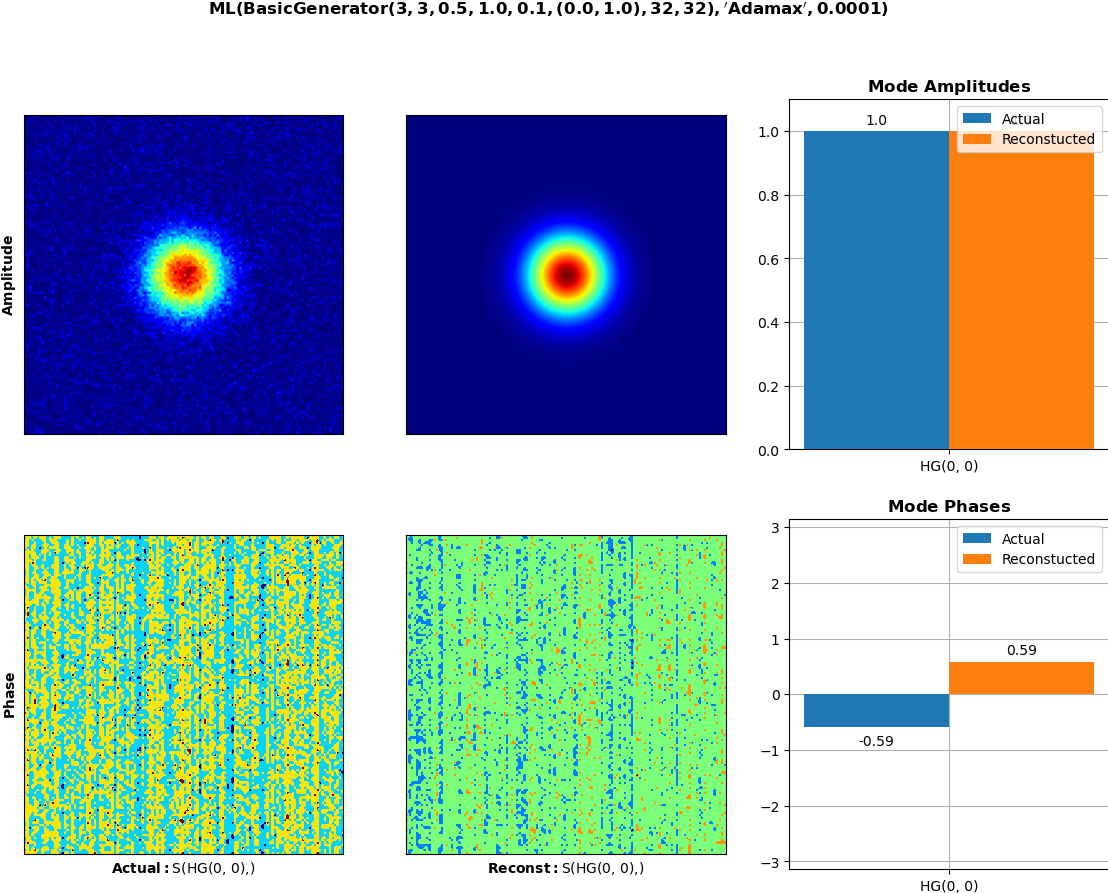 ML(BasicGenerator(3, 3, 0.5, 1.0, 0.1, (0.0, 1.0), 32, 32), ′Adamax′, 0.0001)
Mode Amplitudes
Amplitude
1.0
Actual
Reconstucted
1.0
0.8
0.6
0.4
0.2
0.0
HG(0, 0)
Mode Phases
Phase
Actual
Reconstucted
3
2
1
0
−1
−2
−3
0.59
-0.59
HG(0, 0)
Actual: S(HG(0, 0),)
Reconst: S(HG(0, 0),)